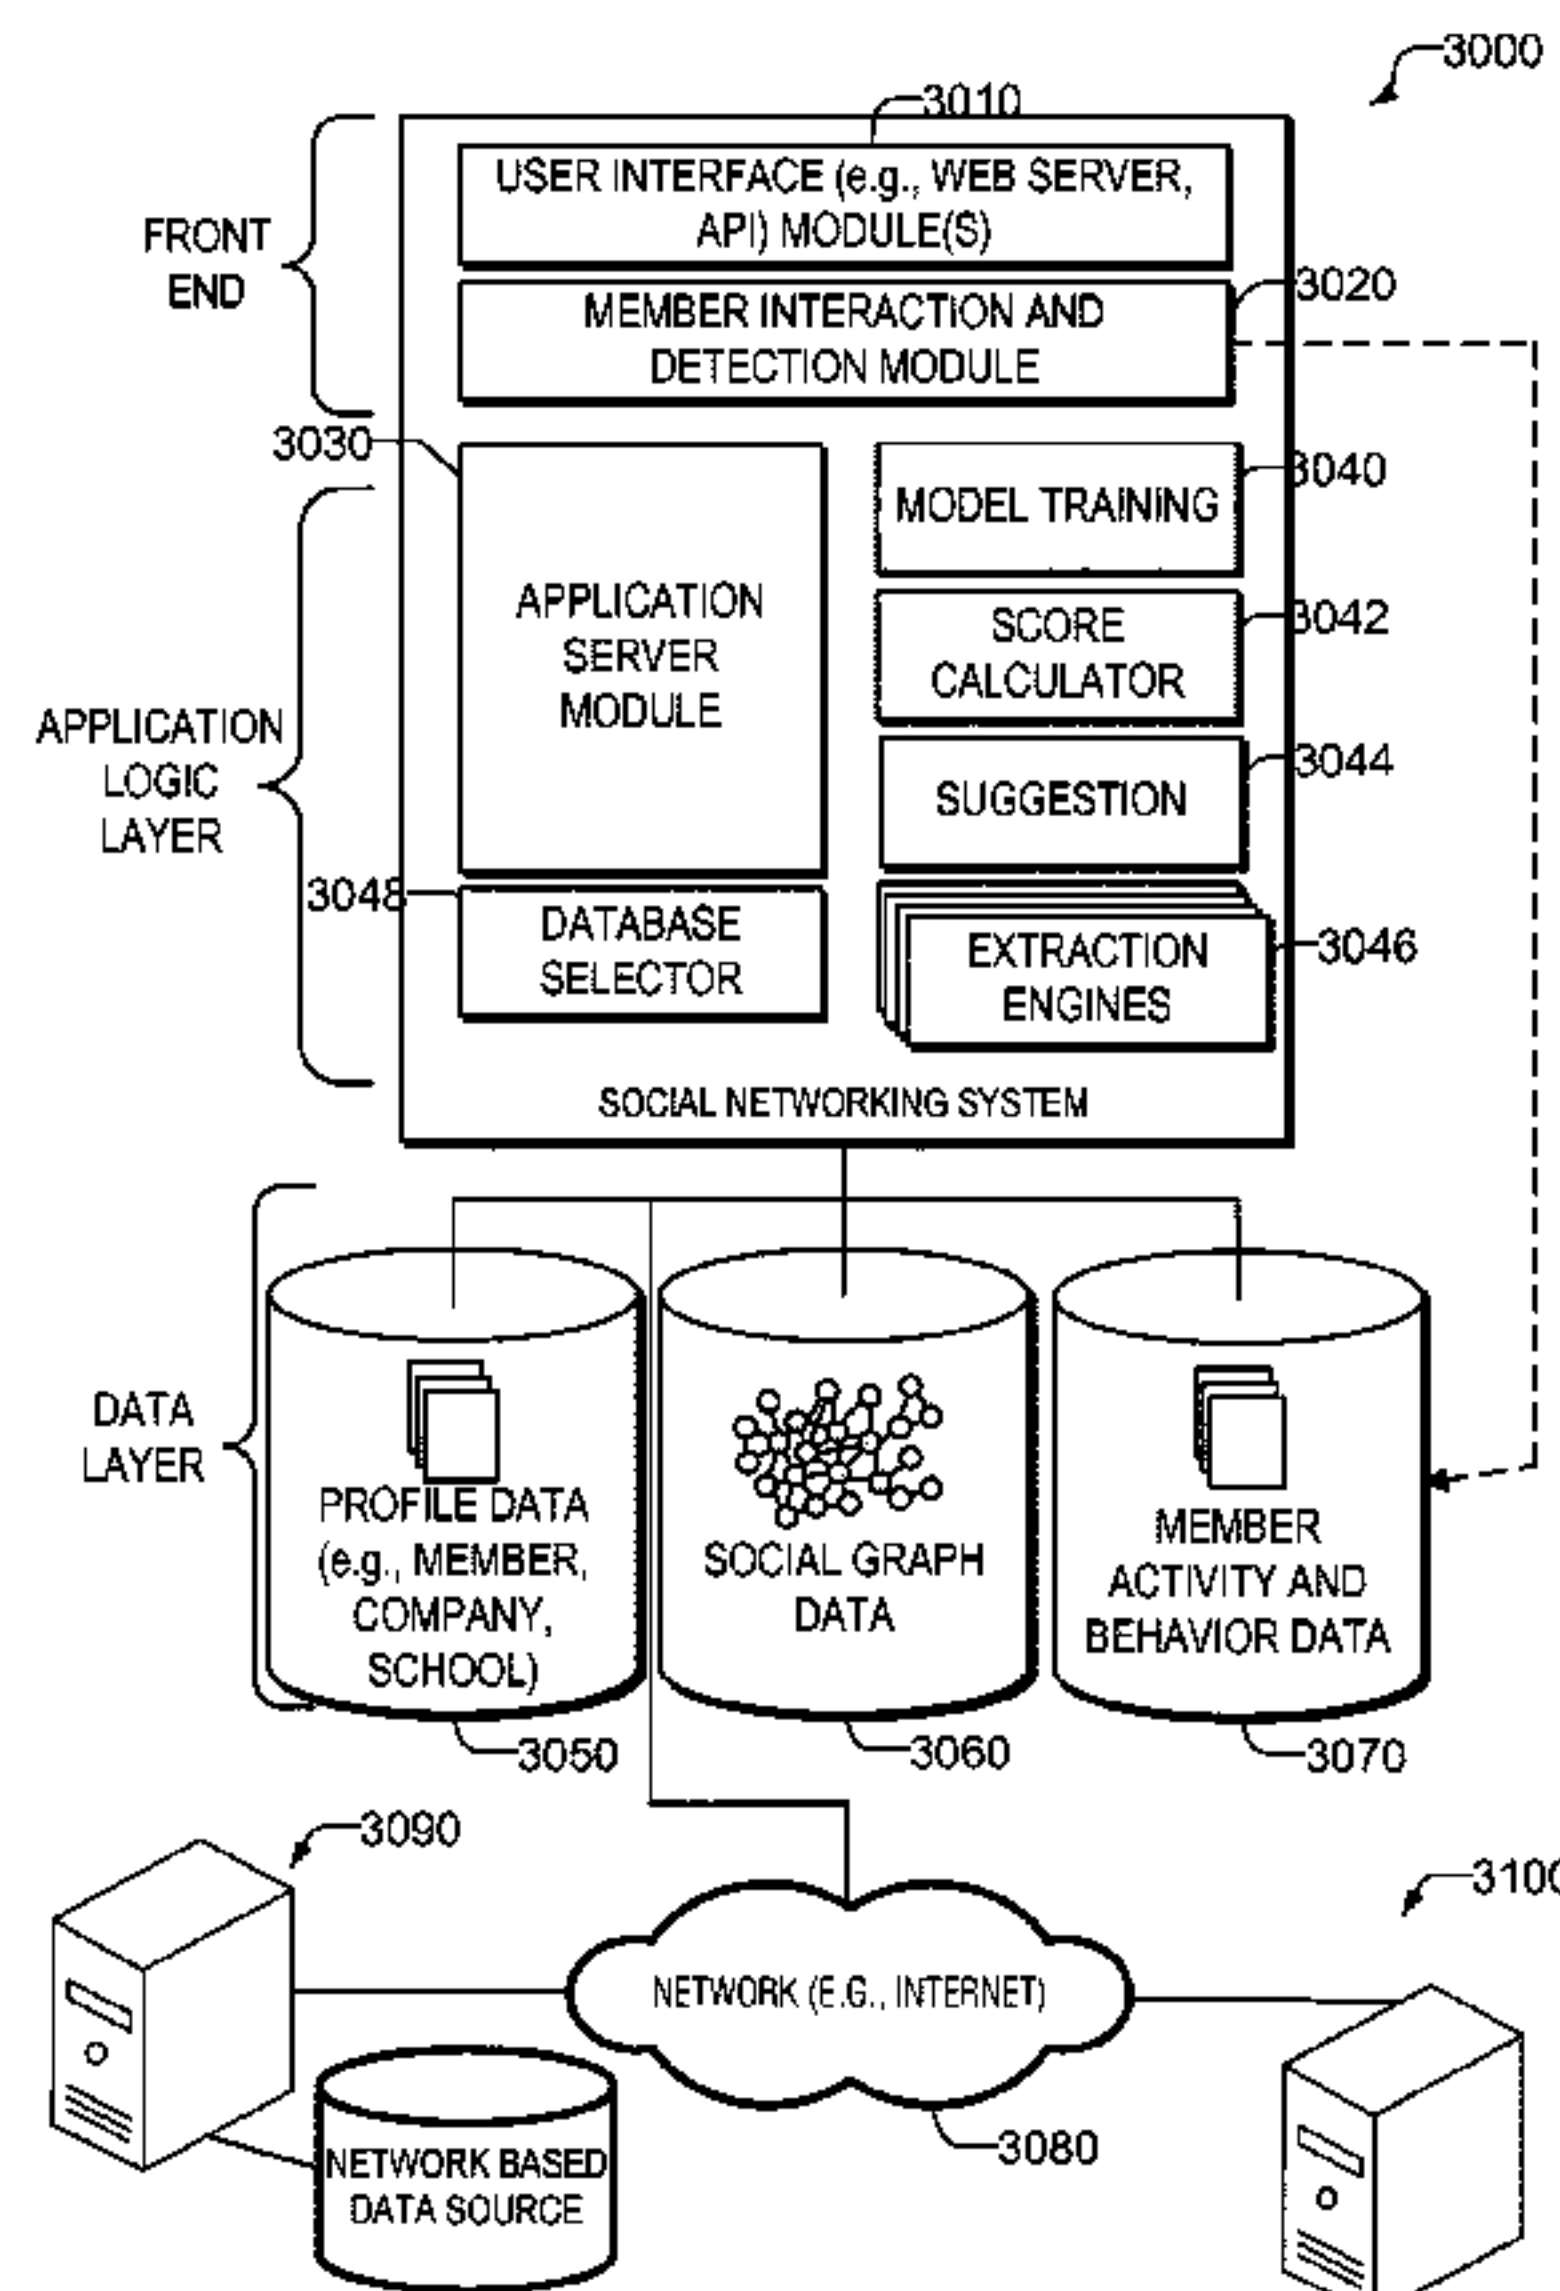 3000
3010
USER INTERFACE (e.g., WEB SERVER,
API) MODULE(S)
FRONT
END
3020
MEMBER INTERACTION AND
DETECTION MODULE
3030
3040
MODEL TRAINING
APPLICATION
SERVER
MODULE
3042
SCORE
CALCULATOR
APPLICATION
LOGIC
LAYER
3044
SUGGESTION
3048
DATABASE
SELECTOR
3046
EXTRACTION
ENGINES
SOCIAL NETWORKING SYSTEM
DATA
LAYER
PROFILE DATA
(e.g., MEMBER,
COMPANY,
SCHOOL)
SOCIAL GRAPH
DATA
MEMBER
ACTIVITY AND
BEHAVIOR DATA
3050
3060
3070
3090
3100
NETWORK (E.G., INTERNET)
3080
NETWORK BASED
DATA SOURCE